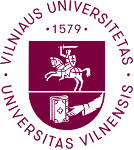 VILNIAUS UNIVERSITETAS
· 1579 ·
UNIVERSITAS VILNENSIS